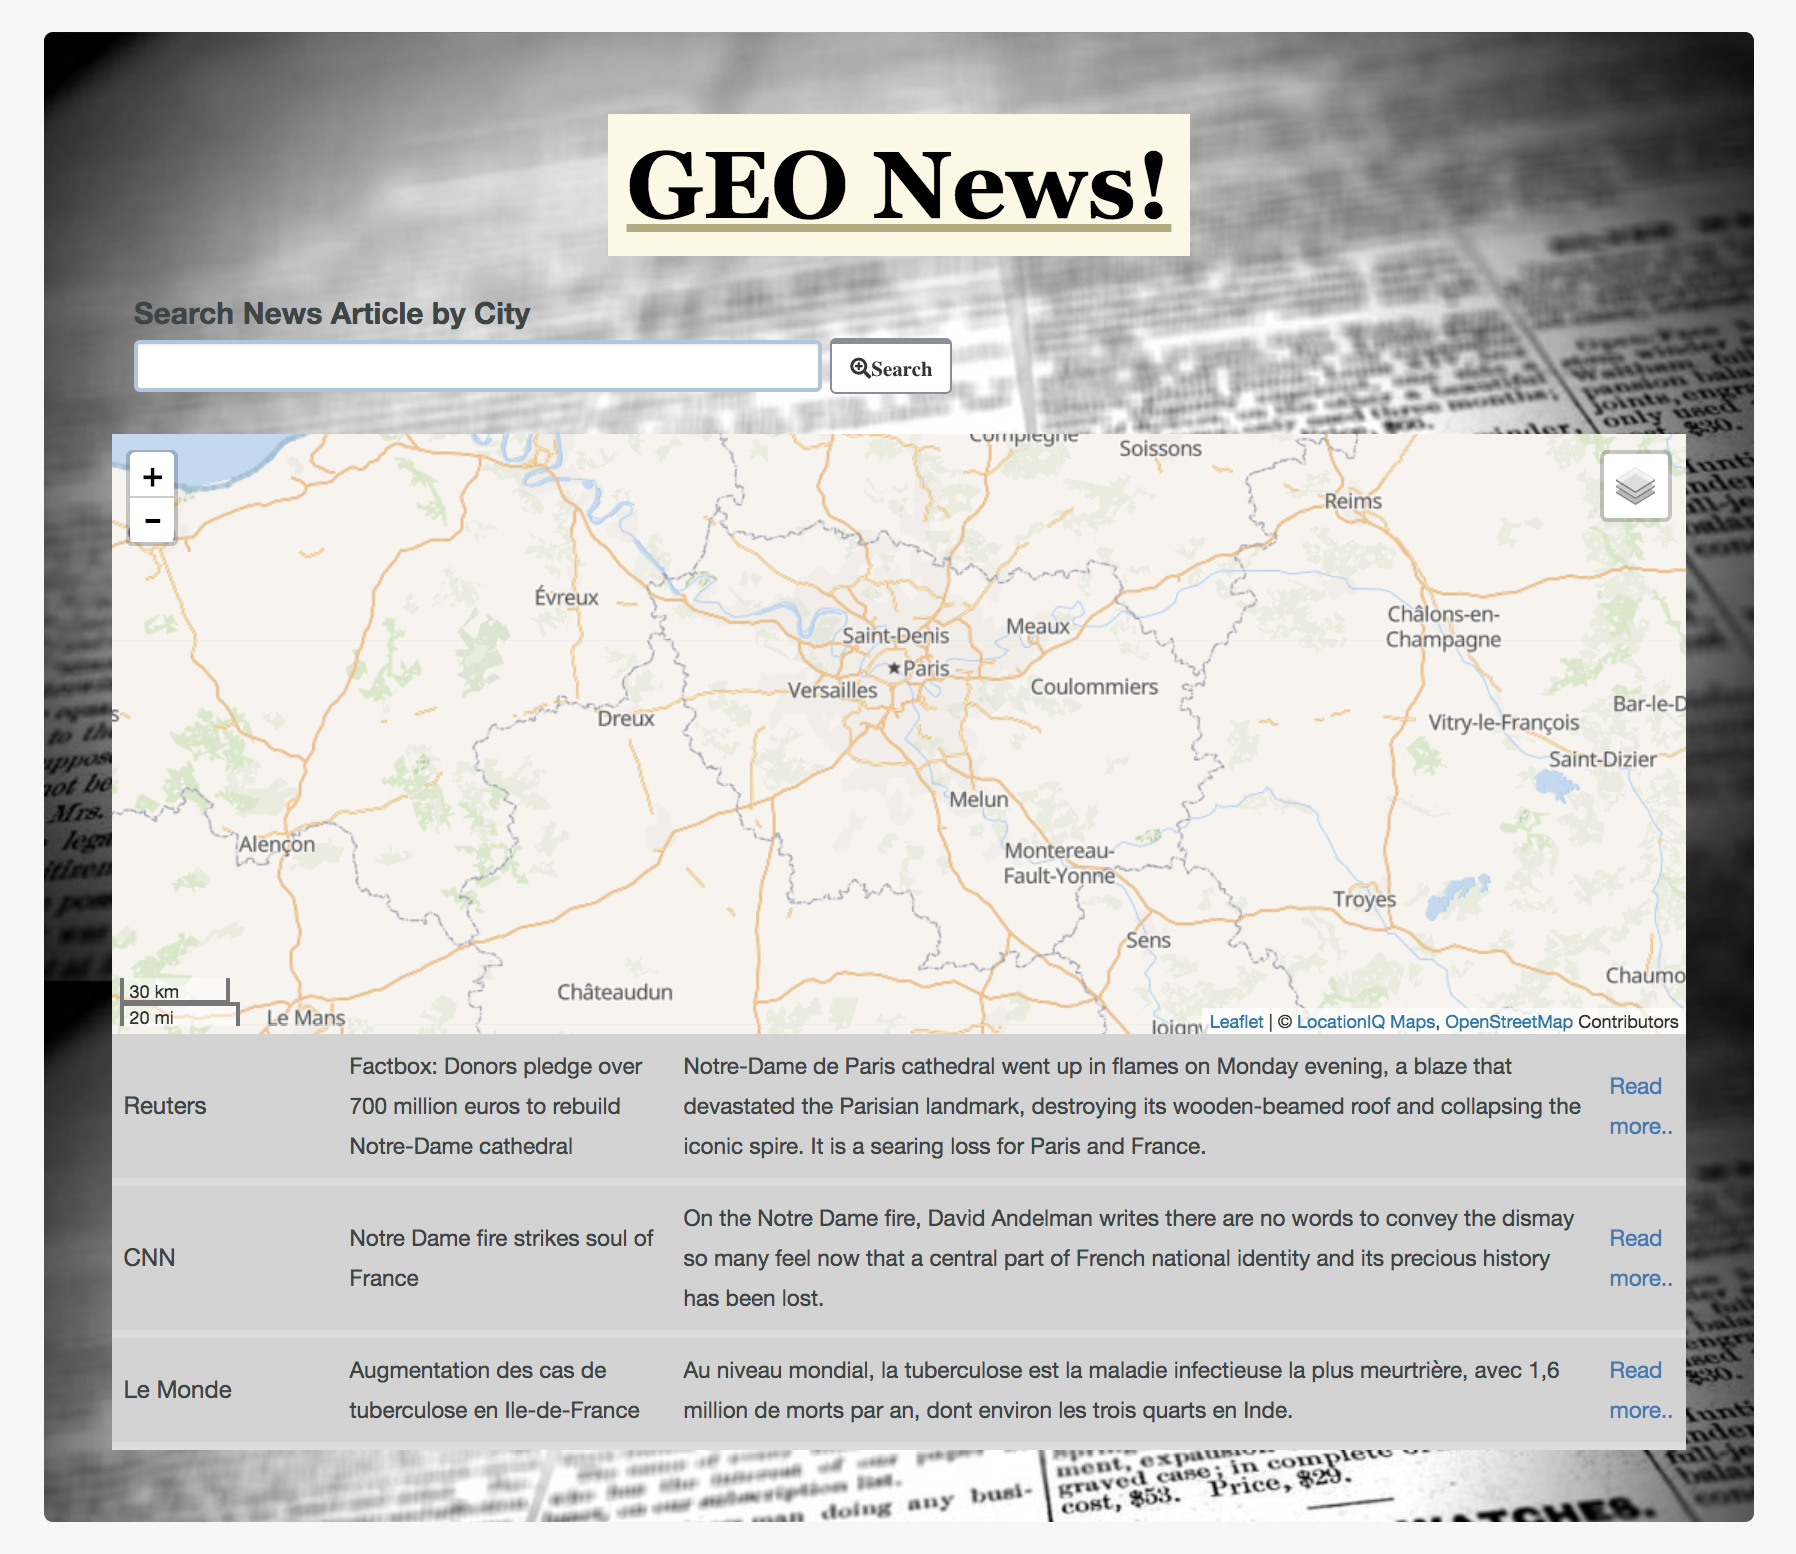 GEO News!
Search News Article by City
Search
+
-
Compiègne
Soissons
Reims
Évreux
Châlons-en-
Champagne
Saint-Denis
Meaux
Paris
Versailles
Coulommiers
Dreux
Bar-le-D
Vitry-le-François
Saint-Dizier
Melun
Alençon
Montereau-
Fault-Yonne
Troyes
Sens
Chaumo
Châteaudun
30 km
20 mi
Le Mans
Joigny
Leaflet | © LocationIQ Maps, OpenStreetMap Contributors
Reuters
Factbox: Donors pledge over
700 million euros to rebuild
Notre-Dame cathedral
Notre-Dame de Paris cathedral went up in flames on Monday evening, a blaze that
devastated the Parisian landmark, destroying its wooden-beamed roof and collapsing the
iconic spire. It is a searing loss for Paris and France.
Read
more..
CNN
Notre Dame fire strikes soul of
France
On the Notre Dame fire, David Andelman writes there are no words to convey the dismay
so many feel now that a central part of French national identity and its precious history
has been lost.
Read
more..
Le Monde
Augmentation des cas de
tuberculose en Ile-de-France
Au niveau mondial, la tuberculose est la maladie infectieuse la plus meurtrière, avec 1,6
million de morts par an, dont environ les trois quarts en Inde.
Read
more..
ment, expansion
graved case; in complete
cost, $53. Price, $29.
man doing any busi-
WATCHES.